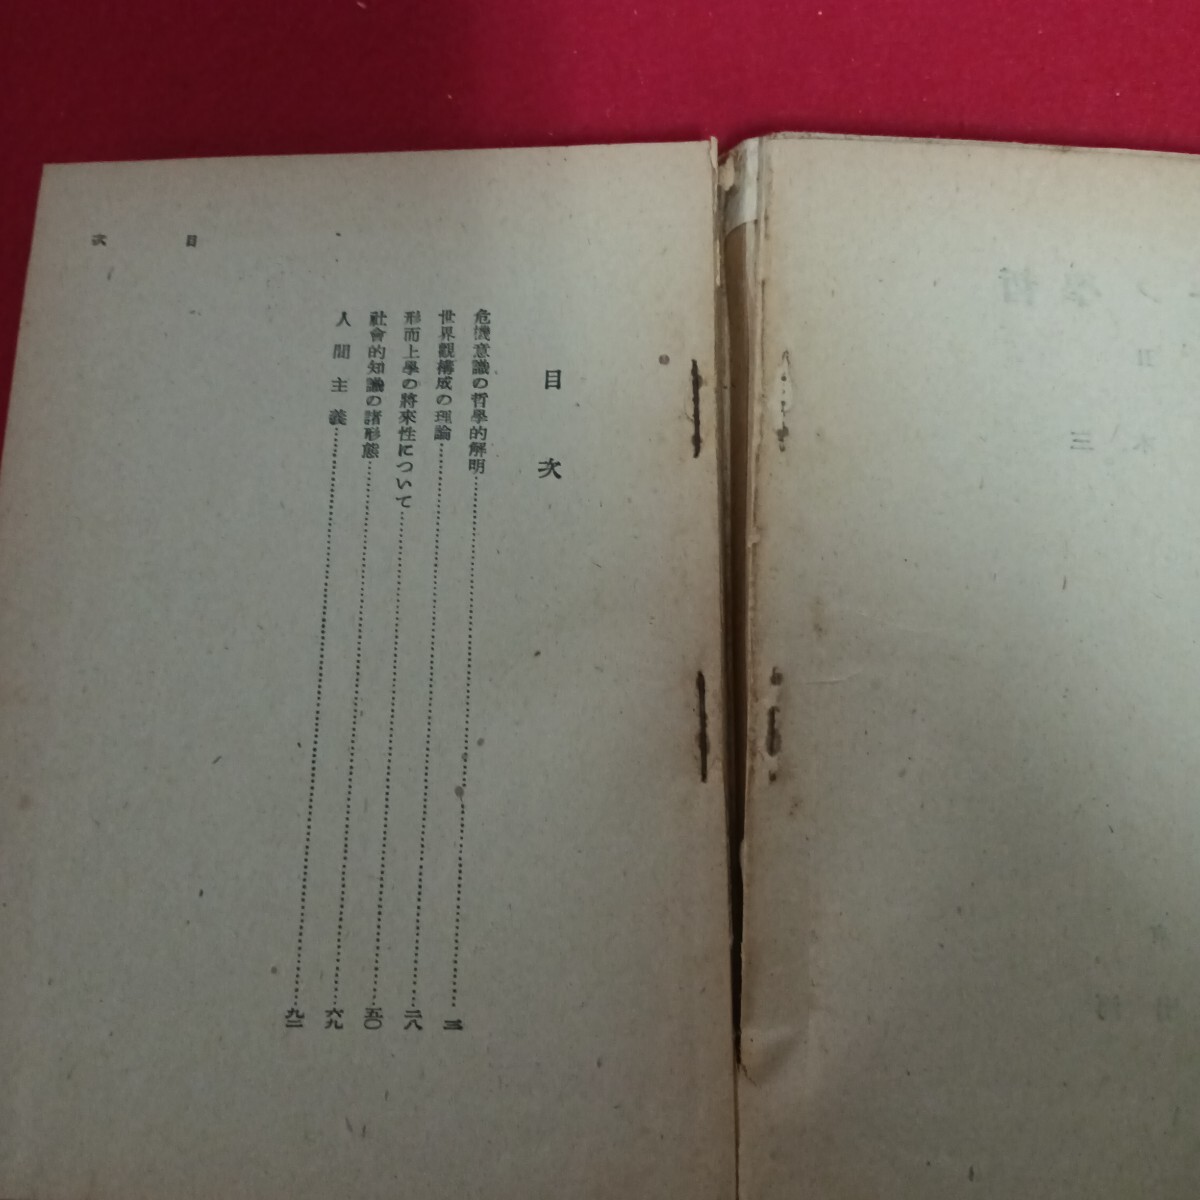 目次
危機意識の哲學的解明……三
世界觀構成の理論……二八
形而上學の將來性について……五〇
社會的知識の諸形態……六九
人間主義……九二
目次